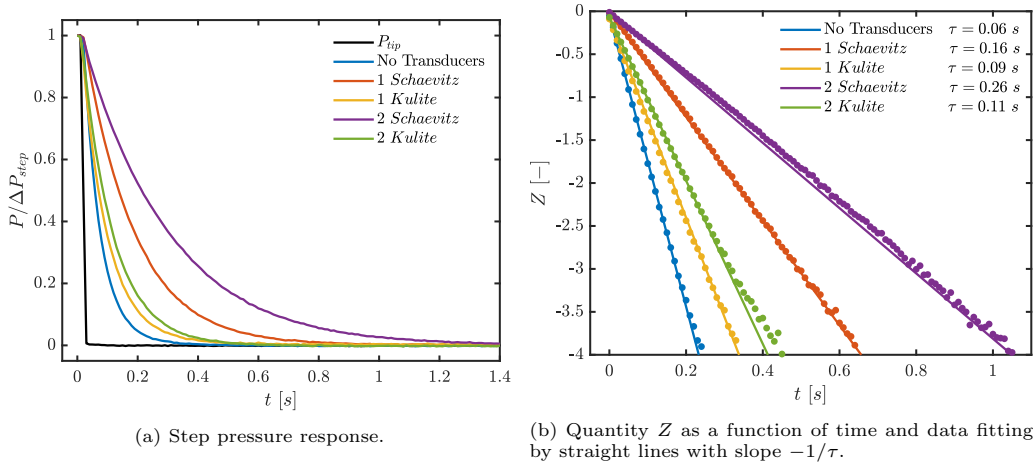 P/ΔP_step
1
0.8
0.6
0.4
0.2
0
0 0.2 0.4 0.6 0.8 1 1.2 1.4
t [s]
P_tip
No Transducers
1 Schaevitz
1 Kulite
2 Schaevitz
2 Kulite
(a) Step pressure response.
Z [−]
0
-0.5
-1
-1.5
-2
-2.5
-3
-3.5
-4
0 0.2 0.4 0.6 0.8 1
t [s]
No Transducers τ = 0.06 s
1 Schaevitz τ = 0.16 s
1 Kulite τ = 0.09 s
2 Schaevitz τ = 0.26 s
2 Kulite τ = 0.11 s
(b) Quantity Z as a function of time and data fitting
by straight lines with slope −1/τ.